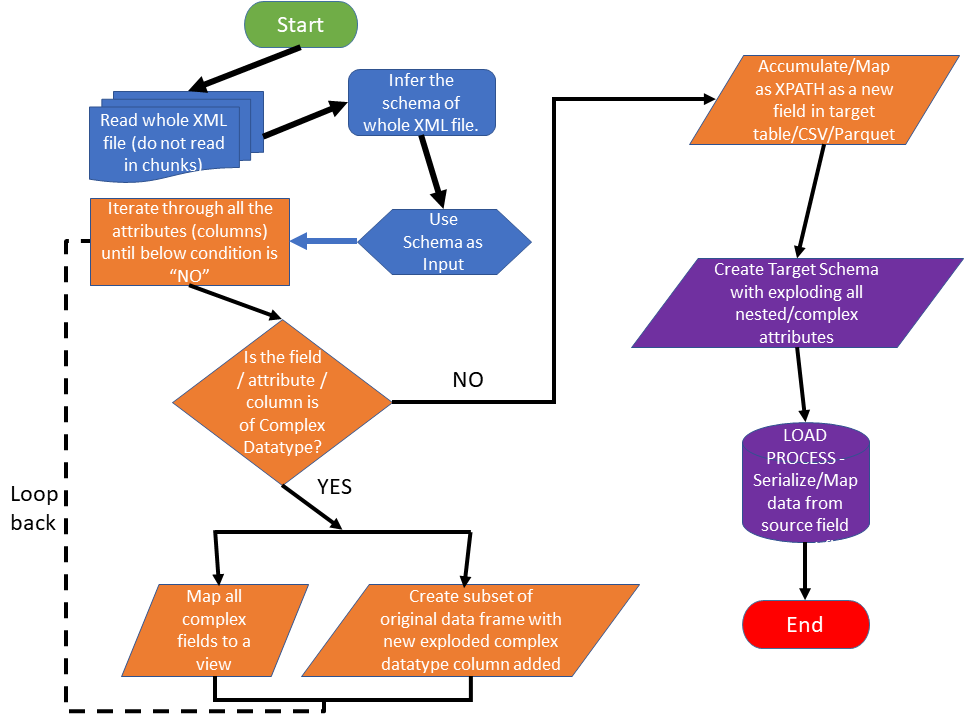 Start
Read whole XML
file (do not read
in chunks)
Infer the
schema of
whole XML file.
Use
Schema as
Input
Iterate through all the
attributes (columns)
until below condition is
“NO”
Is the field
/ attribute /
column is
of Complex
Datatype?
NO
YES
Loop
back
Map all
complex
fields to a
view
Create subset of
original data frame with
new exploded complex
datatype column added
Accumulate/Map
as XPATH as a new
field in target
table/CSV/Parquet
Create Target Schema
with exploding all
nested/complex
attributes
LOAD
PROCESS -
Serialize/Map
data from
source field
End